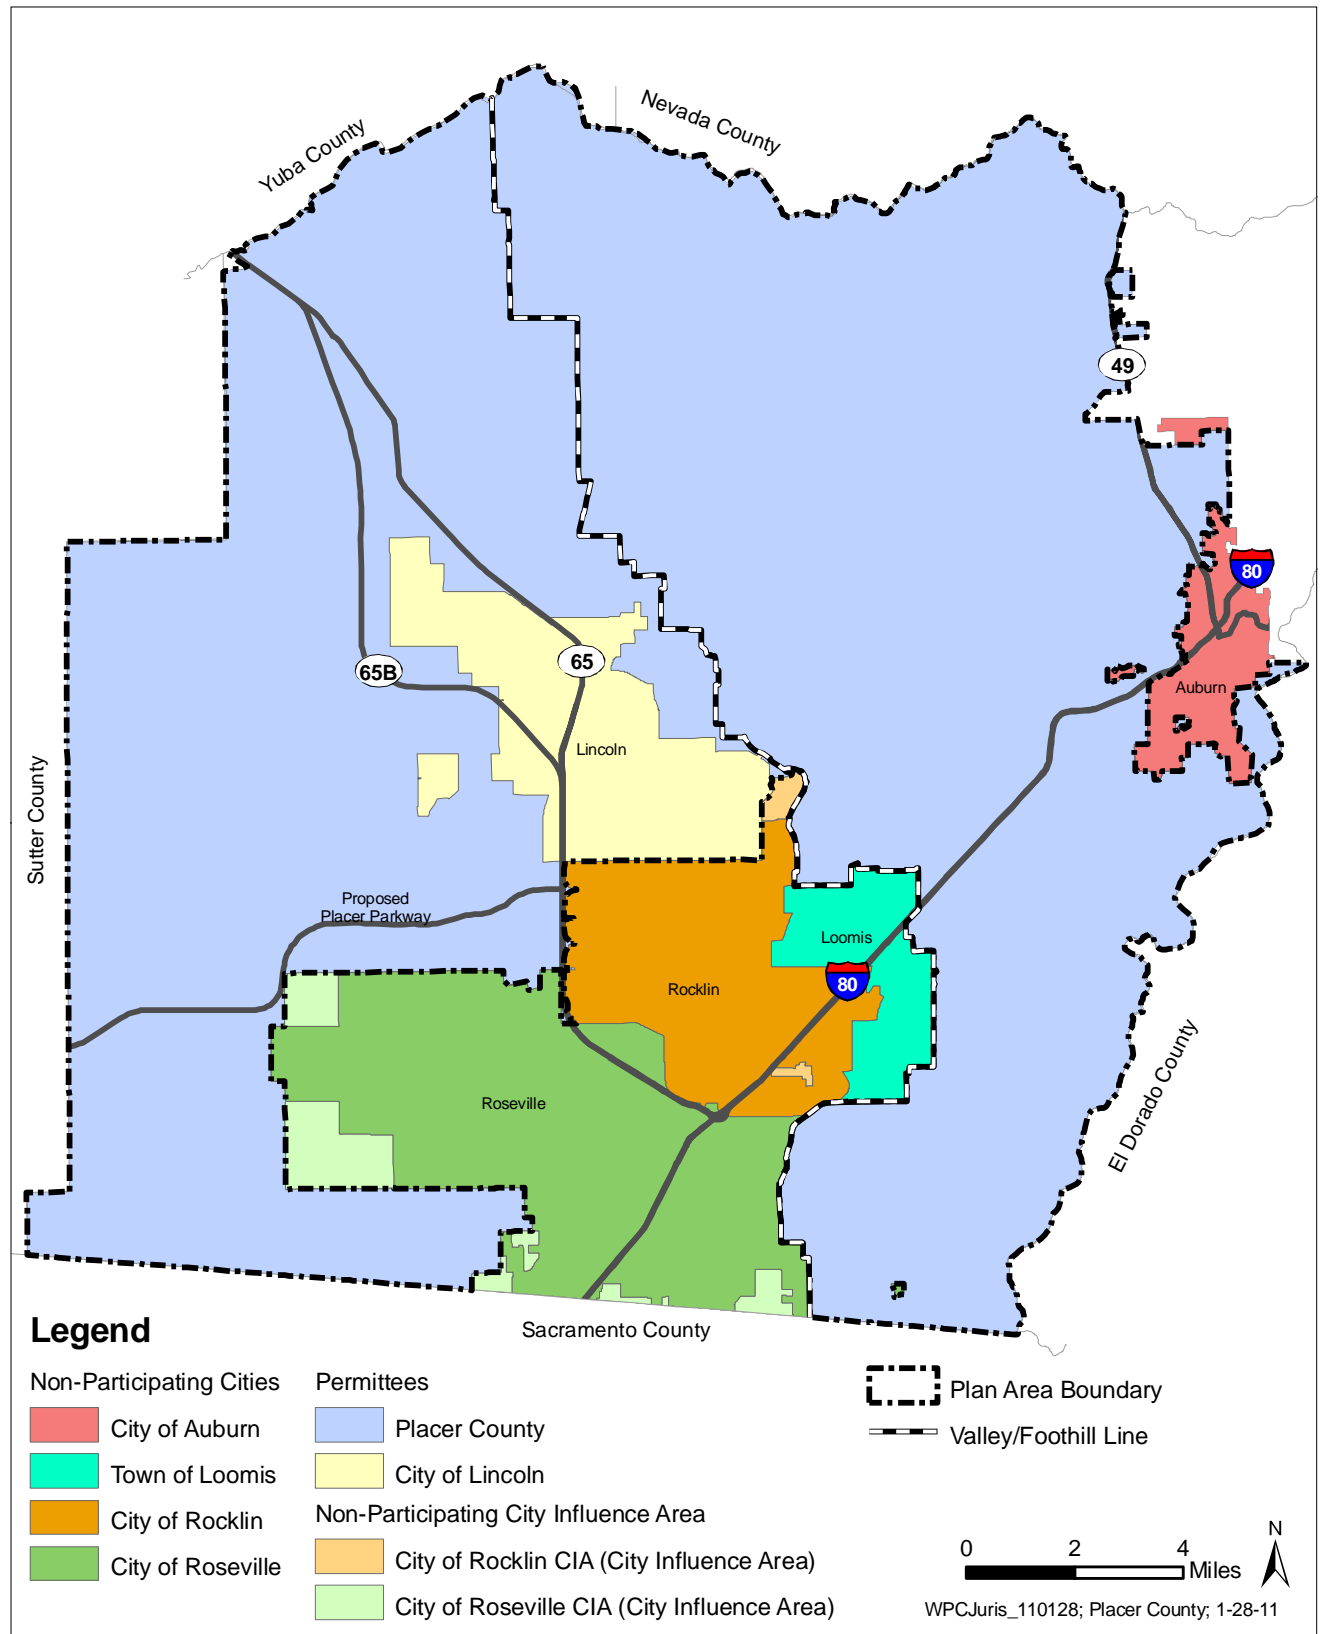 Nevada County
Yuba County
49
80
65B
65
Auburn
Lincoln
Sutter County
Proposed
Placer Parkway
Loomis
80
Rocklin
Roseville
El Dorado County
Sacramento County
Legend
Non-Participating Cities
City of Auburn
Town of Loomis
City of Rocklin
City of Roseville
Permittees
Placer County
City of Lincoln
Non-Participating City Influence Area
City of Rocklin CIA (City Influence Area)
City of Roseville CIA (City Influence Area)
Plan Area Boundary
Valley/Foothill Line
N
0 2 4
Miles
WPCJuris_110128; Placer County; 1-28-11